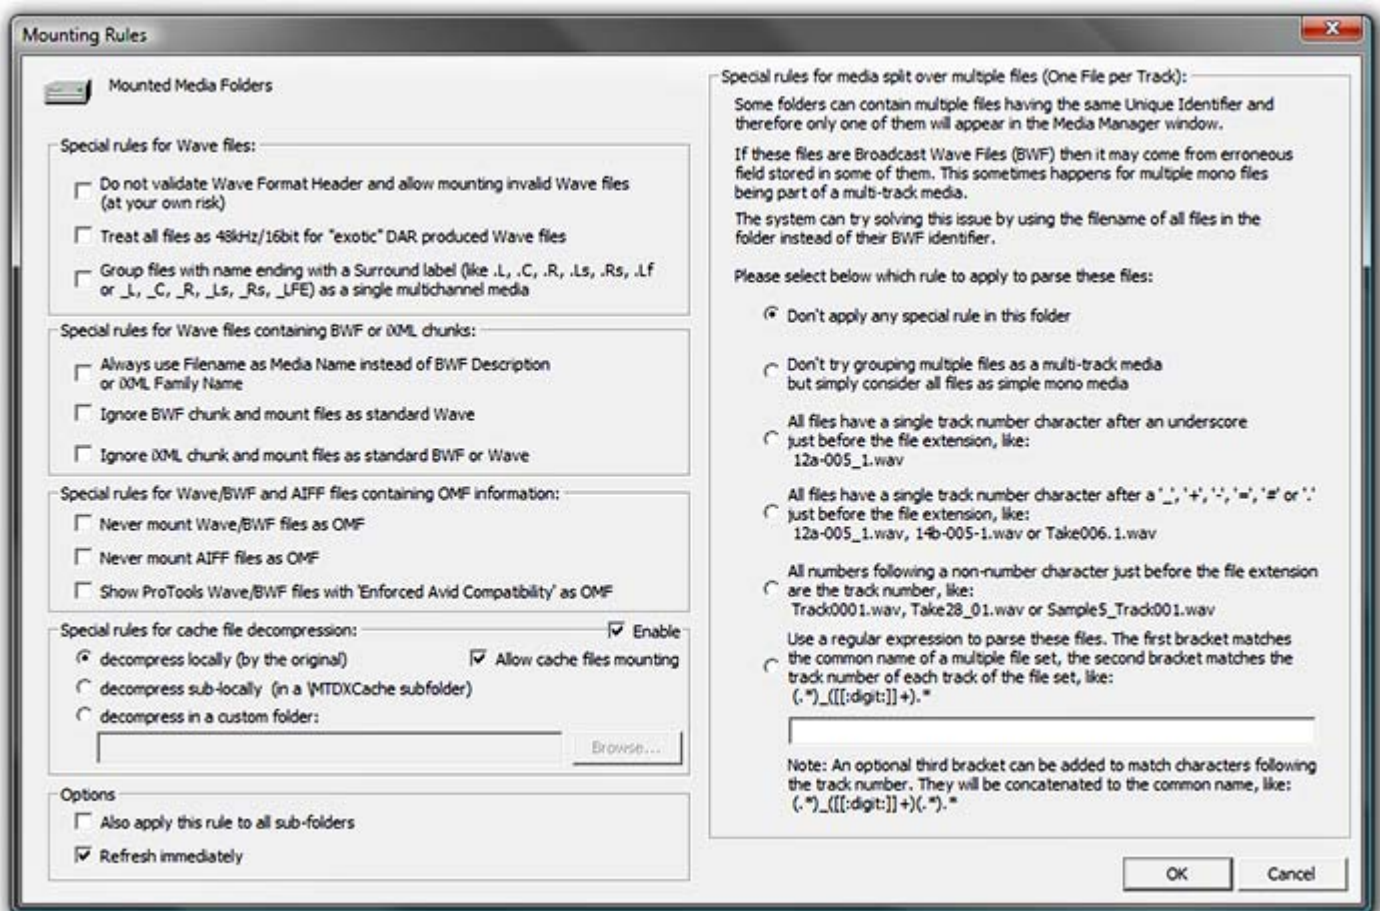 Mounting Rules
Mounted Media Folders
Special rules for Wave files:
Do not validate Wave Format Header and allow mounting invalid Wave files
(at your own risk)
Treat all files as 48kHz/16bit for "exotic" DAR produced Wave files
Group files with name ending with a Surround label (like .L, .C, .R, .Ls, .Rs, .Lf
or _L, _C, _R, _Ls, _Rs, _LFE) as a single multichannel media
Special rules for Wave files containing BWF or iXML chunks:
Always use Filename as Media Name instead of BWF Description
or iXML Family Name
Ignore BWF chunk and mount files as standard Wave
Ignore iXML chunk and mount files as standard BWF or Wave
Special rules for Wave/BWF and AIFF files containing OMF information:
Never mount Wave/BWF files as OMF
Never mount AIFF files as OMF
Show ProTools Wave/BWF files with 'Enforced Avid Compatibility' as OMF
Special rules for cache file decompression:
Enable
decompress locally (by the original)
Allow cache files mounting
decompress sub-locally (in a \MTDXCache subfolder)
decompress in a custom folder:
Browse...
Options
Also apply this rule to all sub-folders
Refresh immediately
Special rules for media split over multiple files (One File per Track):
Some folders can contain multiple files having the same Unique Identifier and
therefore only one of them will appear in the Media Manager window.
If these files are Broadcast Wave Files (BWF) then it may come from erroneous
field stored in some of them. This sometimes happens for multiple mono files
being part of a multi-track media.
The system can try solving this issue by using the filename of all files in the
folder instead of their BWF identifier.
Please select below which rule to apply to parse these files:
Don't apply any special rule in this folder
Don't try grouping multiple files as a multi-track media
but simply consider all files as simple mono media
All files have a single track number character after an underscore
just before the file extension, like:
12a-005_1.wav
All files have a single track number character after a '_', '+', '-', '=', '#' or '.'
just before the file extension, like:
12a-005_1.wav, 14b-005-1.wav or Take006.1.wav
All numbers following a non-number character just before the file extension
are the track number, like:
Track0001.wav, Take28_01.wav or Sample5_Track001.wav
Use a regular expression to parse these files. The first bracket matches
the common name of a multiple file set, the second bracket matches the
track number of each track of the file set, like:
(.*)_([[:digit:]]+).*
Note: An optional third bracket can be added to match characters following
the track number. They will be concatenated to the common name, like:
(.*)_([[:digit:]]+)(.*).*
OK
Cancel